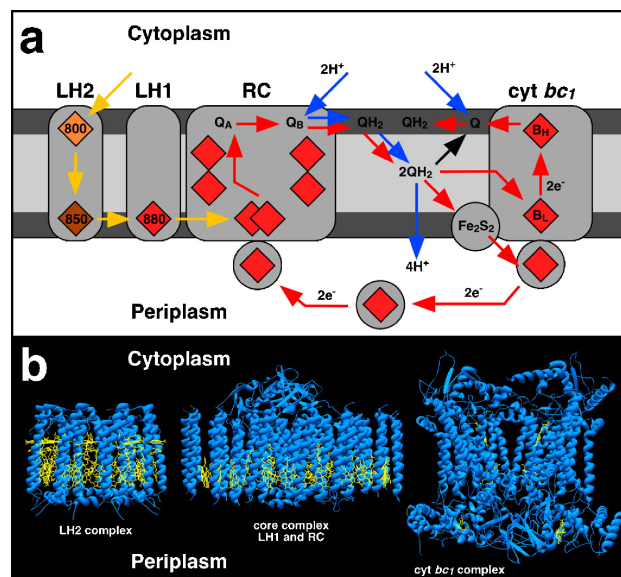 a
Cytoplasm
LH2
LH1
RC
2H⁺
2H⁺
cyt bc₁
800
Q_A
Q_B
QH₂
QH₂
Q
B_H
2QH₂
2e⁻
850
880
B_L
Fe₂S₂
4H⁺
2e⁻
2e⁻
Periplasm
b
Cytoplasm
LH2 complex
core complex
LH1 and RC
cyt bc₁ complex
Periplasm